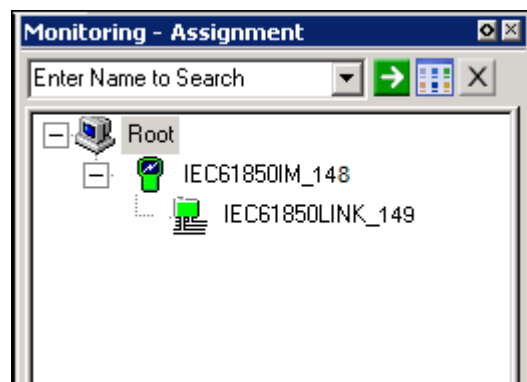 Monitoring - Assignment
Enter Name to Search
Root
IEC61850IM_148
IEC61850LINK_149